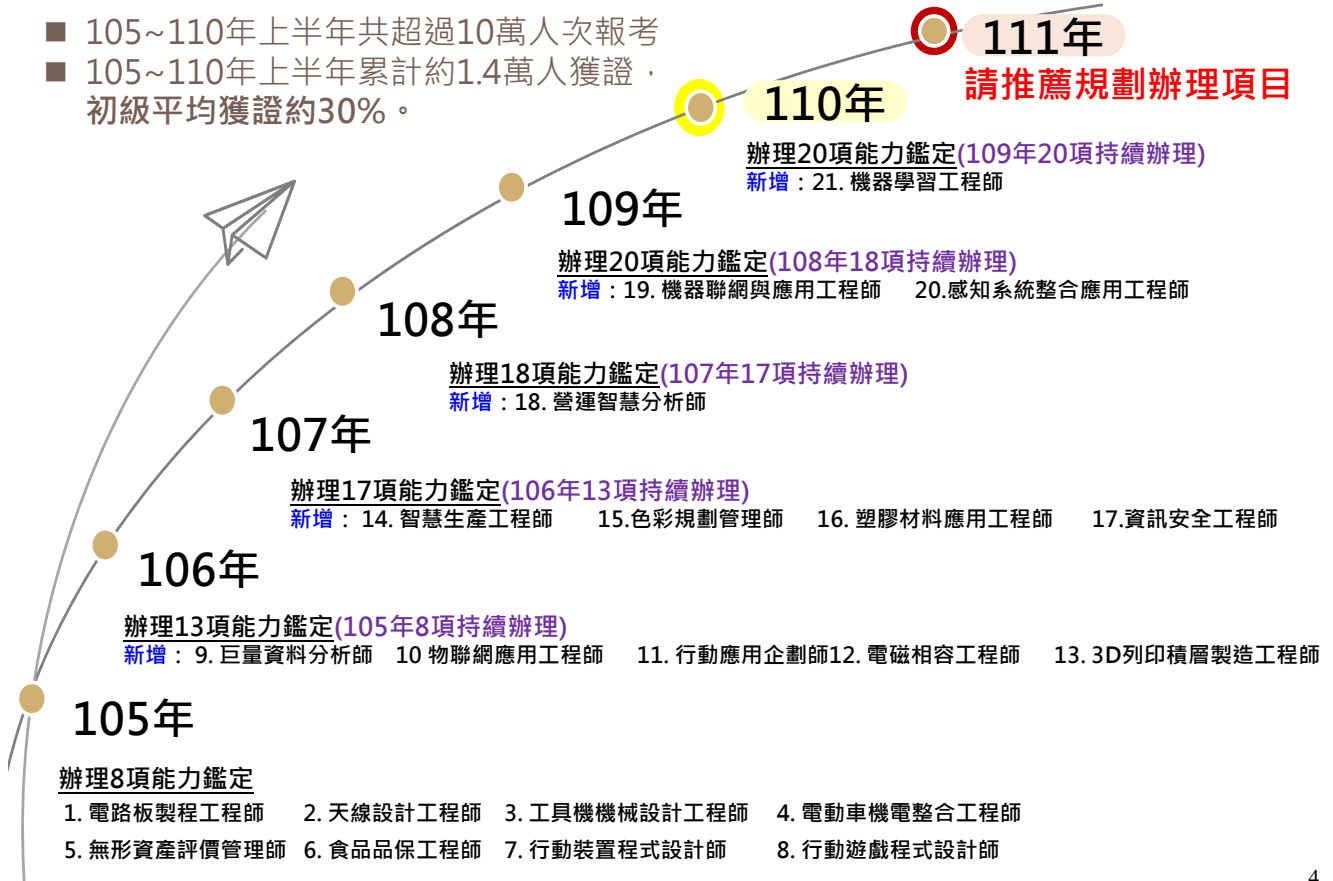 ■ 105~110年上半年共超過10萬人次報考
■ 105~110年上半年累計約1.4萬人獲證，
初級平均獲證約30%。
111年
請推薦規劃辦理項目
110年
辦理20項能力鑑定(109年20項持續辦理)
新增：21. 機器學習工程師
109年
辦理20項能力鑑定(108年18項持續辦理)
新增：19. 機器聯網與應用工程師 20.感知系統整合應用工程師
108年
辦理18項能力鑑定(107年17項持續辦理)
新增：18. 營運智慧分析師
107年
辦理17項能力鑑定(106年13項持續辦理)
新增： 14. 智慧生產工程師 15.色彩規劃管理師 16. 塑膠材料應用工程師 17.資訊安全工程師
106年
辦理13項能力鑑定(105年8項持續辦理)
新增： 9. 巨量資料分析師 10 物聯網應用工程師 11. 行動應用企劃師12. 電磁相容工程師 13. 3D列印積層製造工程師
105年
辦理8項能力鑑定
1. 電路板製程工程師 2. 天線設計工程師 3. 工具機機械設計工程師 4. 電動車機電整合工程師
5. 無形資產評價管理師 6. 食品品保工程師 7. 行動裝置程式設計師 8. 行動遊戲程式設計師
4